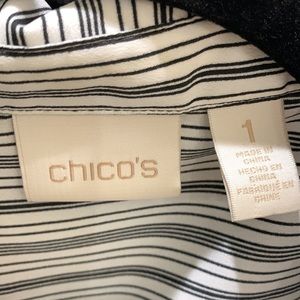 chico's
1
MADE IN
CHINA
HECHO EN
CHINA
FABRIQUÉ EN
CHINE